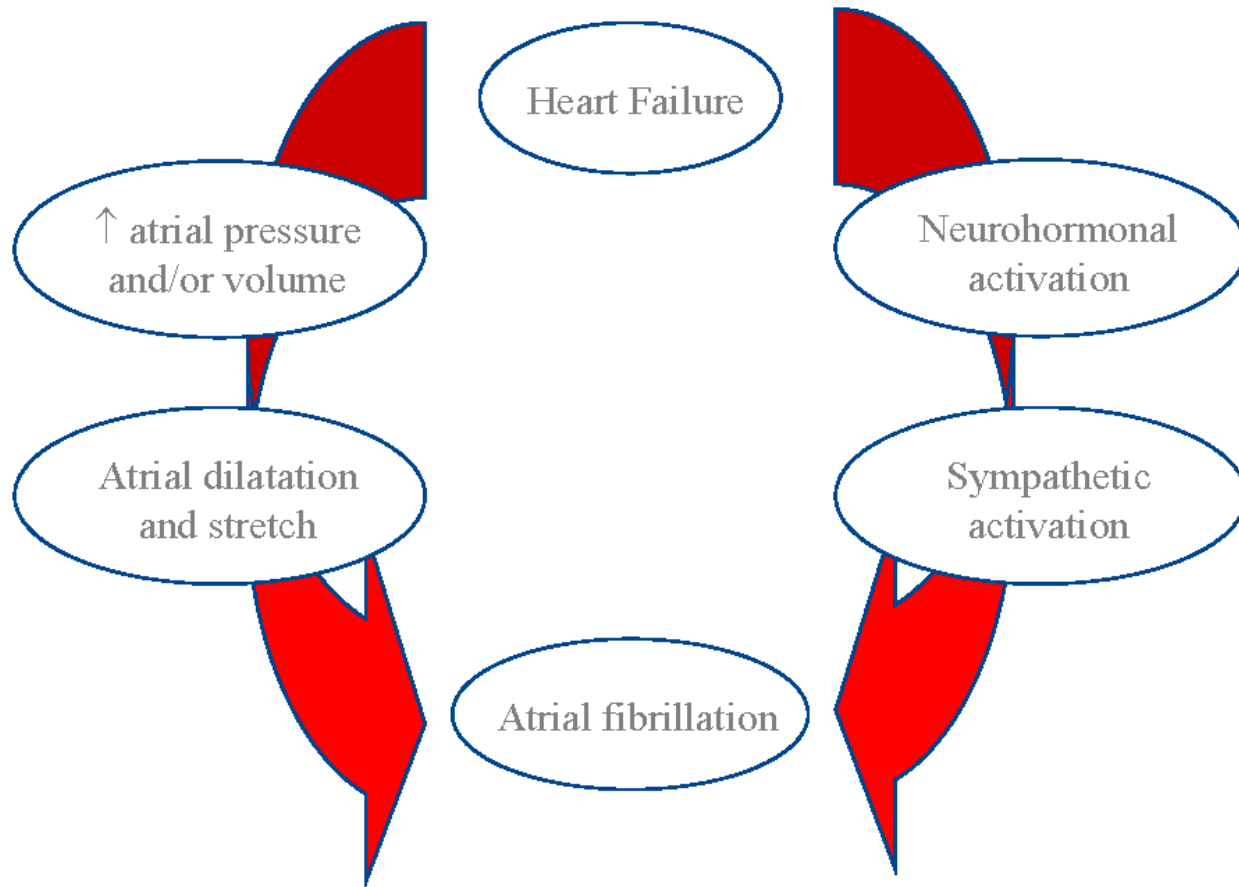 Heart Failure
↑ atrial pressure
and/or volume
Neurohormonal
activation
Atrial dilatation
and stretch
Sympathetic
activation
Atrial fibrillation